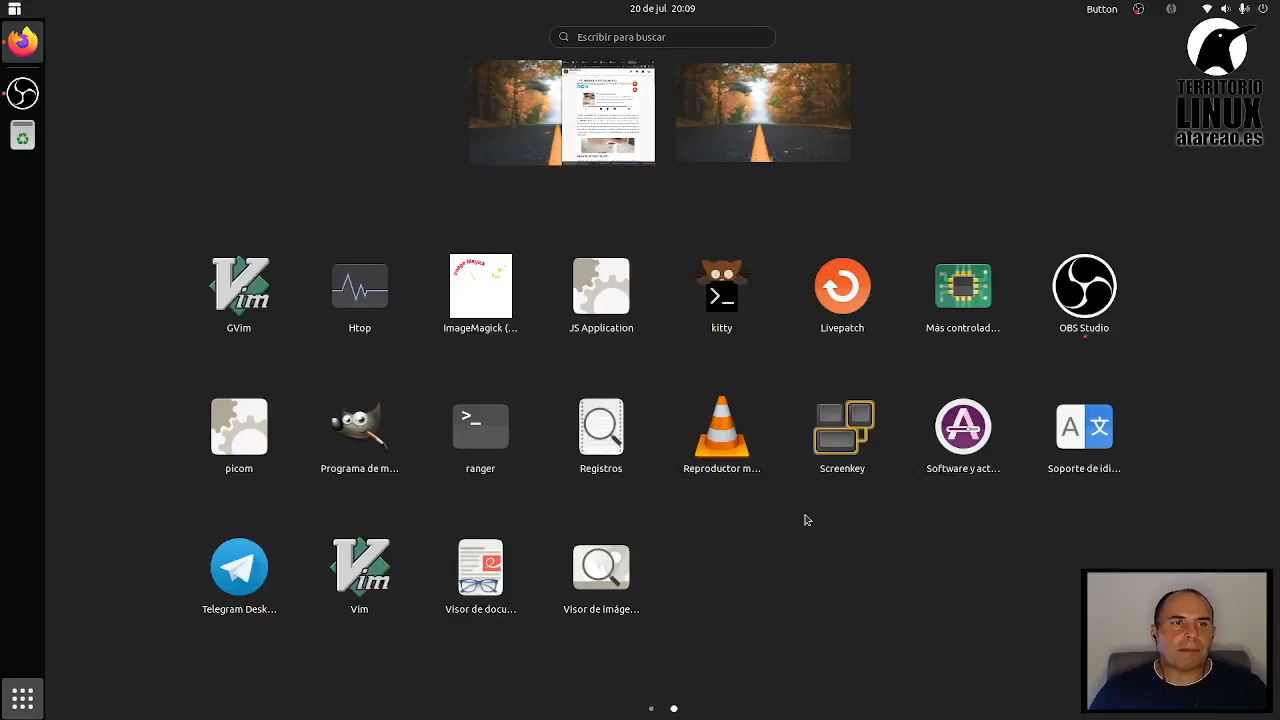 20 de jul 20:09
Button
Escribir para buscar
TERRITORIO
LINUX
atareao.es
GVim
Htop
ImageMagick (...
JS Application
kitty
Livepatch
Más controlad...
OBS Studio
picom
Programa de m...
ranger
Registros
Reproductor m...
Screenkey
Software y act...
Soporte de idi...
Telegram Desk...
Vim
Visor de docu...
Visor de imáge...